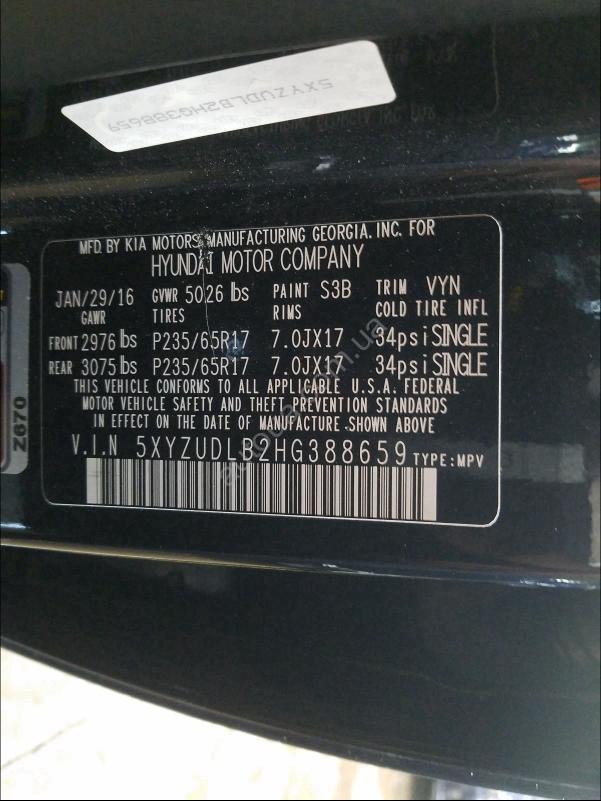 5XYZUDLB2HG388659
MFD. BY KIA MOTORS MANUFACTURING GEORGIA. INC. FOR
HYUNDAI MOTOR COMPANY
JAN/29/16 GVWR 5026 lbs PAINT S3B TRIM VYN
GAWR TIRES RIMS COLD TIRE INFL
FRONT 2976 lbs P235/65R17 7.0JX17 34psi SINGLE
REAR 3075 lbs P235/65R17 7.0JX17 34psi SINGLE
THIS VEHICLE CONFORMS TO ALL APPLICABLE U.S.A. FEDERAL
MOTOR VEHICLE SAFETY AND THEFT PREVENTION STANDARDS
IN EFFECT ON THE DATE OF MANUFACTURE SHOWN ABOVE
V.I.N 5XYZUDLB2HG388659 TYPE:MPV
Z670